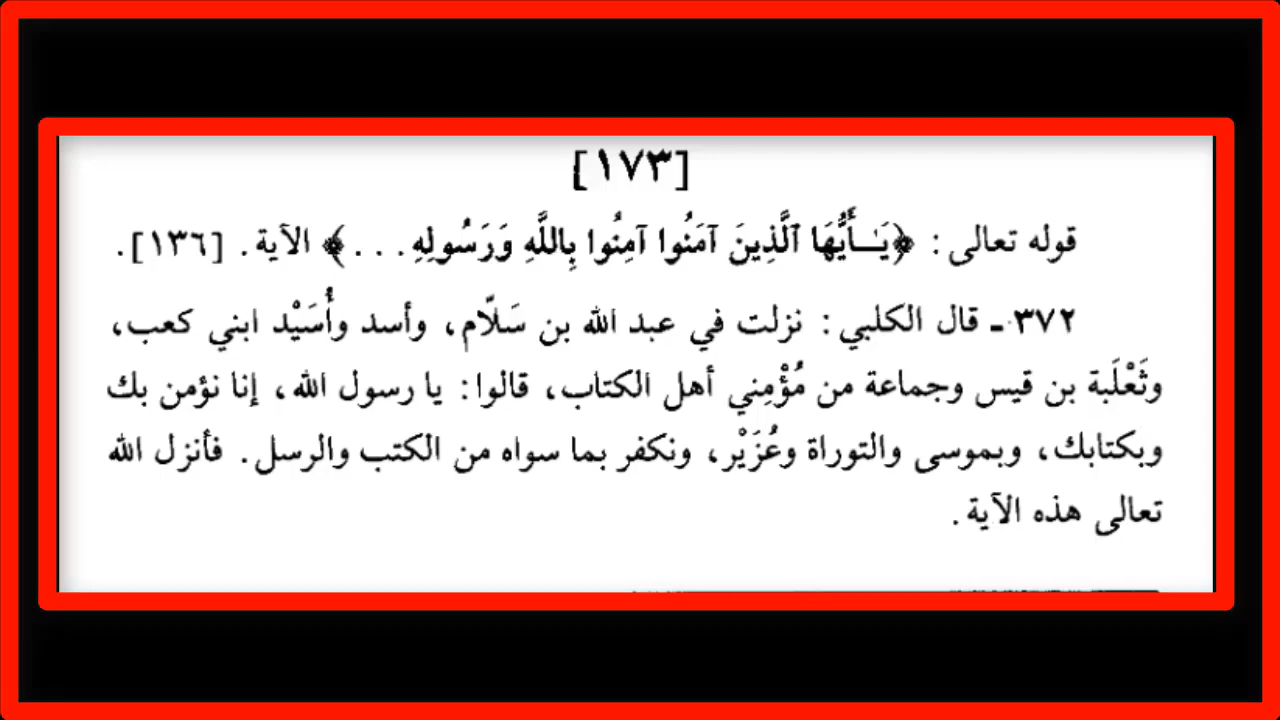 [١٧٣]
قوله تعالى: ﴿يَـٰأَيُّهَا ٱلَّذِينَ آمَنُوا آمِنُوا بِاللَّهِ وَرَسُولِهِ...﴾ الآية. [١٣٦].
٣٧٢ ـ قال الكلبي: نزلت في عبد الله بن سَلّام، وأسد وأُسَيْد ابني كعب،
وثَعْلَبة بن قيس وجماعة من مُؤْمِني أهل الكتاب، قالوا: يا رسول الله، إنا نؤمن بك
وبكتابك، وبموسى والتوراة وعُزَيْر، ونكفر بما سواه من الكتب والرسل. فأنزل الله
تعالى هذه الآية.